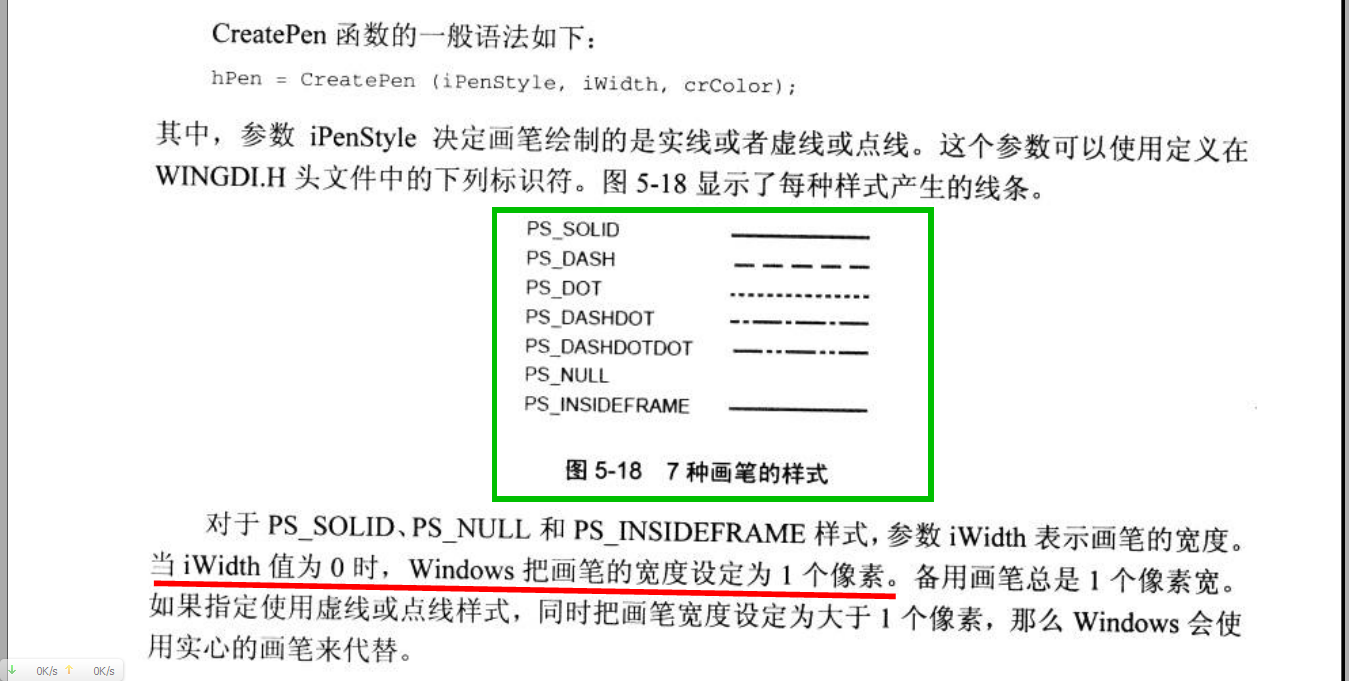 CreatePen 函数的一般语法如下：
hPen = CreatePen (iPenStyle, iWidth, crColor);
其中，参数 iPenStyle 决定画笔绘制的是实线或者虚线或点线。这个参数可以使用定义在
WINGDI.H 头文件中的下列标识符。图 5-18 显示了每种样式产生的线条。
PS_SOLID
PS_DASH
PS_DOT
PS_DASHDOT
PS_DASHDOTDOT
PS_NULL
PS_INSIDEFRAME
图 5-18 7 种画笔的样式
对于 PS_SOLID、PS_NULL 和 PS_INSIDEFRAME 样式，参数 iWidth 表示画笔的宽度。
当 iWidth 值为 0 时，Windows 把画笔的宽度设定为 1 个像素。备用画笔总是 1 个像素宽。
如果指定使用虚线或点线样式，同时把画笔宽度设定为大于 1 个像素，那么 Windows 会使
用实心的画笔来代替。
↓ 0K/s ↑ 0K/s